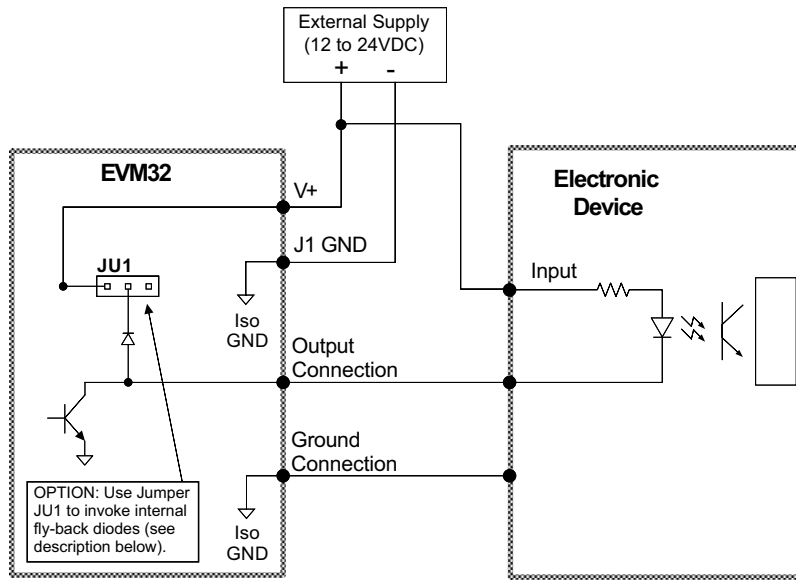 External Supply
(12 to 24VDC)
+ -
EVM32
V+
J1 GND
JU1
Iso
GND
Output
Connection
Ground
Connection
OPTION: Use Jumper
JU1 to invoke internal
fly-back diodes (see
description below).
Iso
GND
Electronic
Device
Input